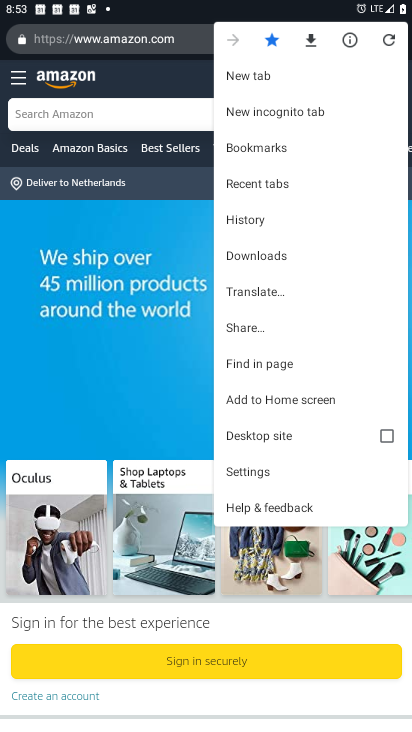 8:53
LTE
https://www.amazon.com
amazon
Search Amazon
Deals Amazon Basics Best Sellers
Deliver to Netherlands
We ship over
45 million products
around the world
New tab
New incognito tab
Bookmarks
Recent tabs
History
Downloads
Translate...
Share...
Find in page
Add to Home screen
Desktop site
Settings
Help & feedback
Oculus
Shop Laptops
& Tablets
Sign in for the best experience
Sign in securely
Create an account